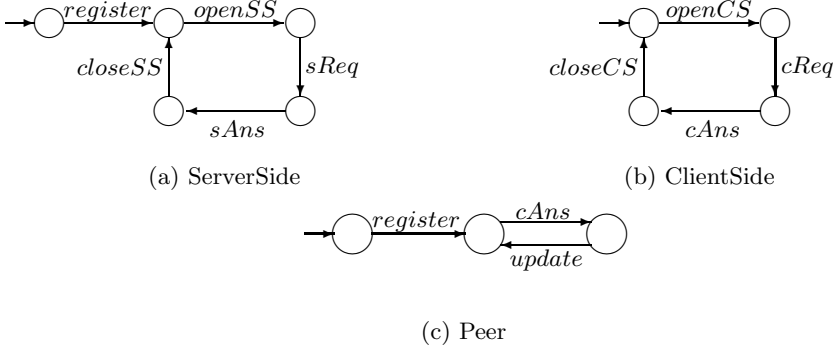 register openSS openCS
closeSS sReq closeCS cReq
sAns cAns
(a) ServerSide (b) ClientSide
register cAns
update
(c) Peer